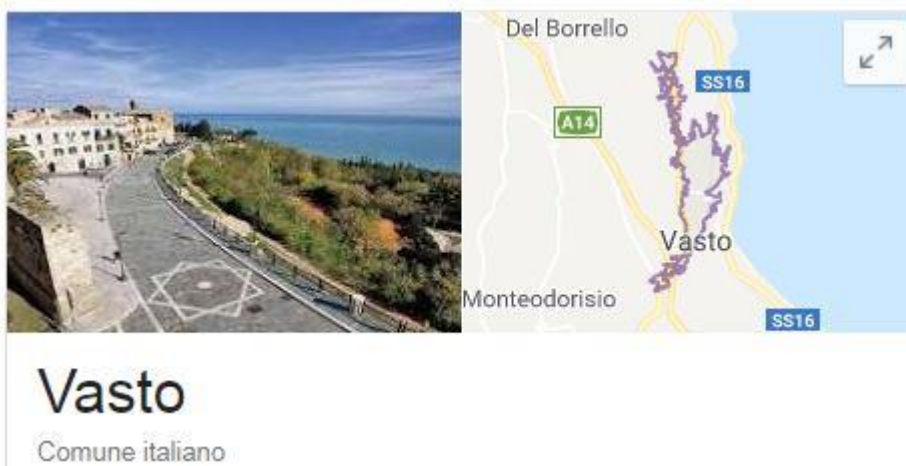 Del Borrello
SS16
A14
Vasto
Monteodorisio
SS16
Vasto
Comune italiano